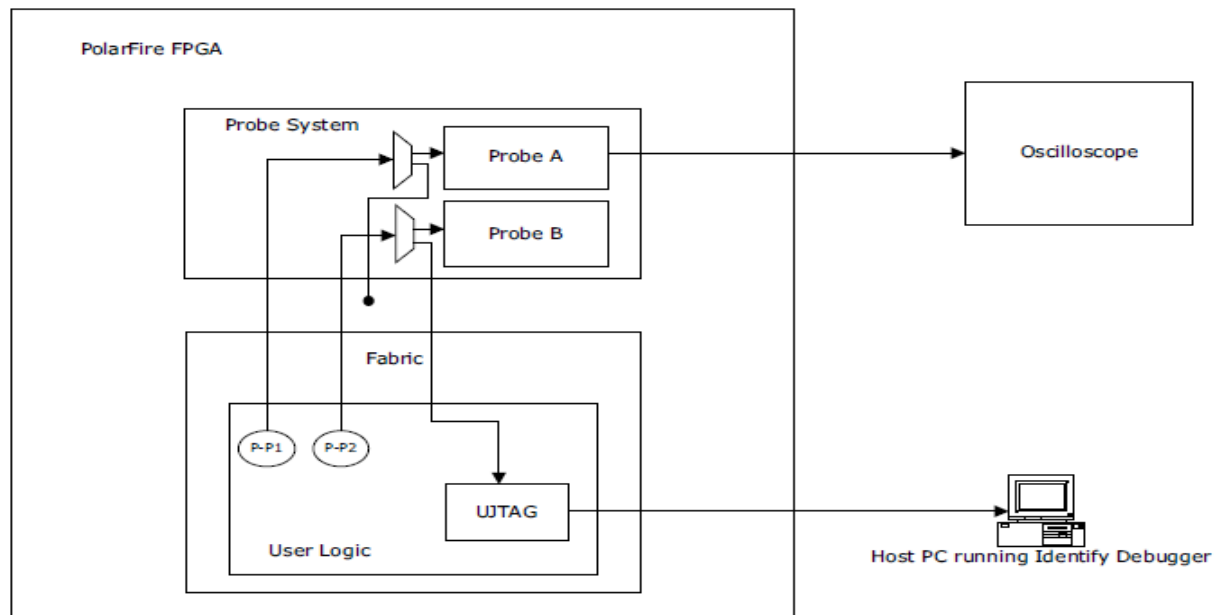 PolarFire FPGA
Probe System
Probe A
Oscilloscope
Probe B
Fabric
P-P1
P-P2
UJTAG
User Logic
Host PC running Identify Debugger